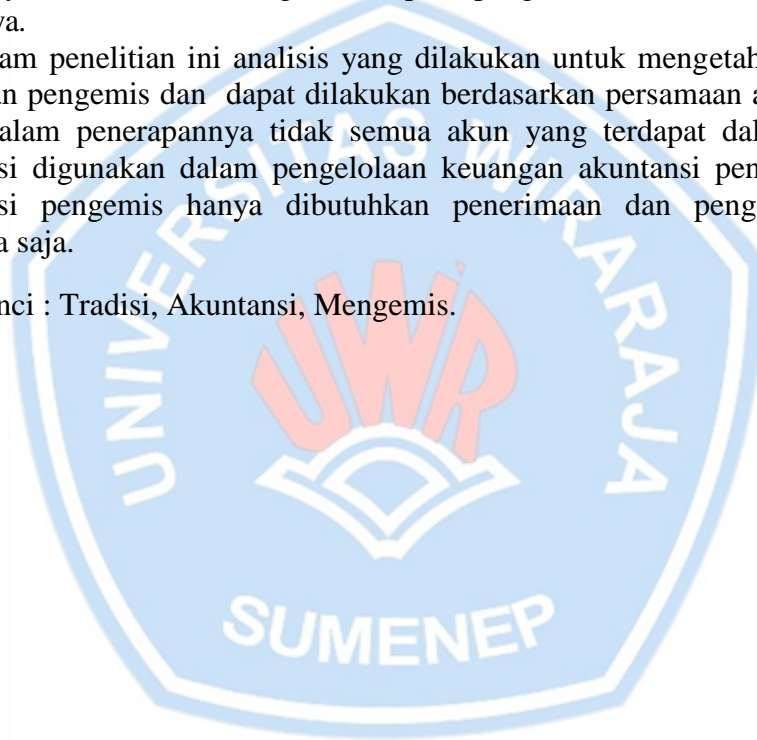 am penelitian ini analisis yang dilakukan untuk mengetah
n pengemis dan dapat dilakukan berdasarkan persamaan a
alam penerapannya tidak semua akun yang terdapat dal
si digunakan dalam pengelolaan keuangan akuntansi pen
si pengemis hanya dibutuhkan penerimaan dan peng
a saja.
nci : Tradisi, Akuntansi, Mengemis.
UNIVERSITAS WIRARAJA
UWR
SUMENEP